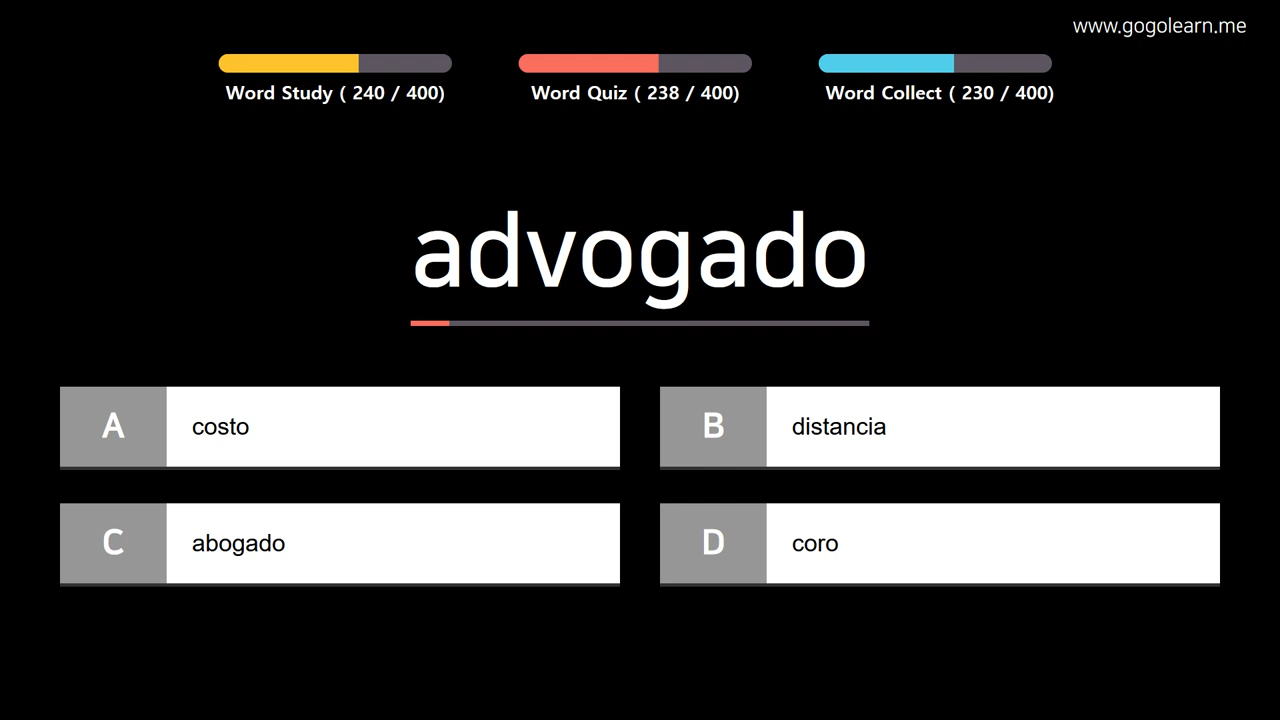 www.gogolearn.me
Word Study ( 240 / 400)
Word Quiz ( 238 / 400)
Word Collect ( 230 / 400)
advogado
A costo
B distancia
C abogado
D coro